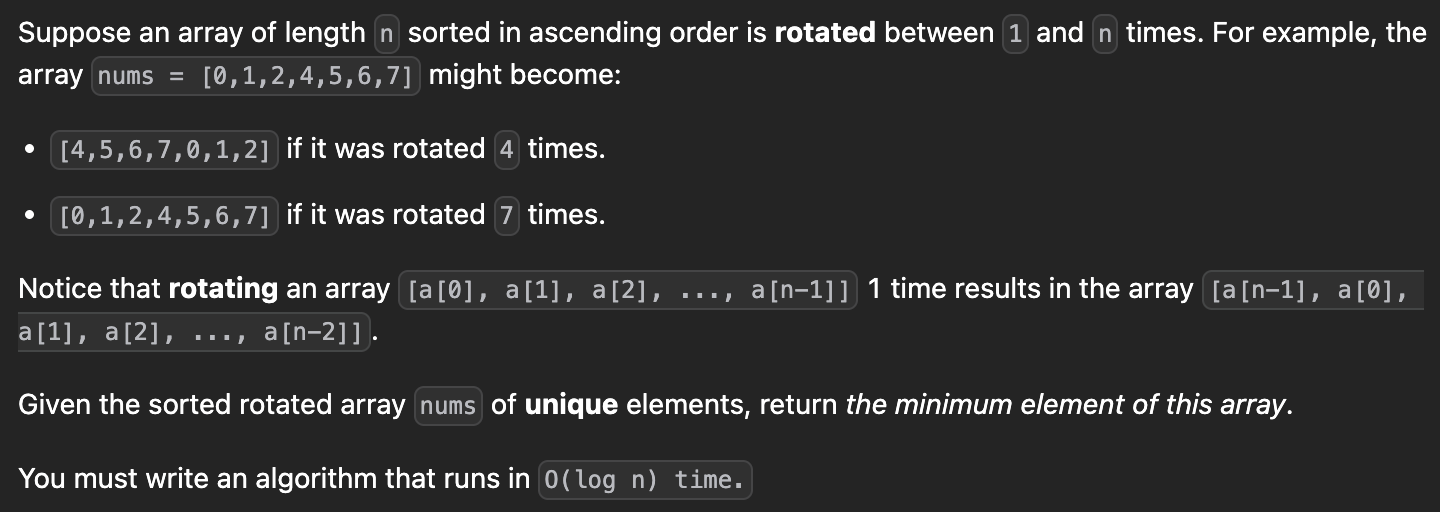 Suppose an array of length n sorted in ascending order is rotated between 1 and n times. For example, the
array nums = [0,1,2,4,5,6,7] might become:
• [4,5,6,7,0,1,2] if it was rotated 4 times.
• [0,1,2,4,5,6,7] if it was rotated 7 times.
Notice that rotating an array [a[0], a[1], a[2], ..., a[n-1]] 1 time results in the array [a[n-1], a[0],
a[1], a[2], ..., a[n-2]].
Given the sorted rotated array nums of unique elements, return the minimum element of this array.
You must write an algorithm that runs in O(log n) time.